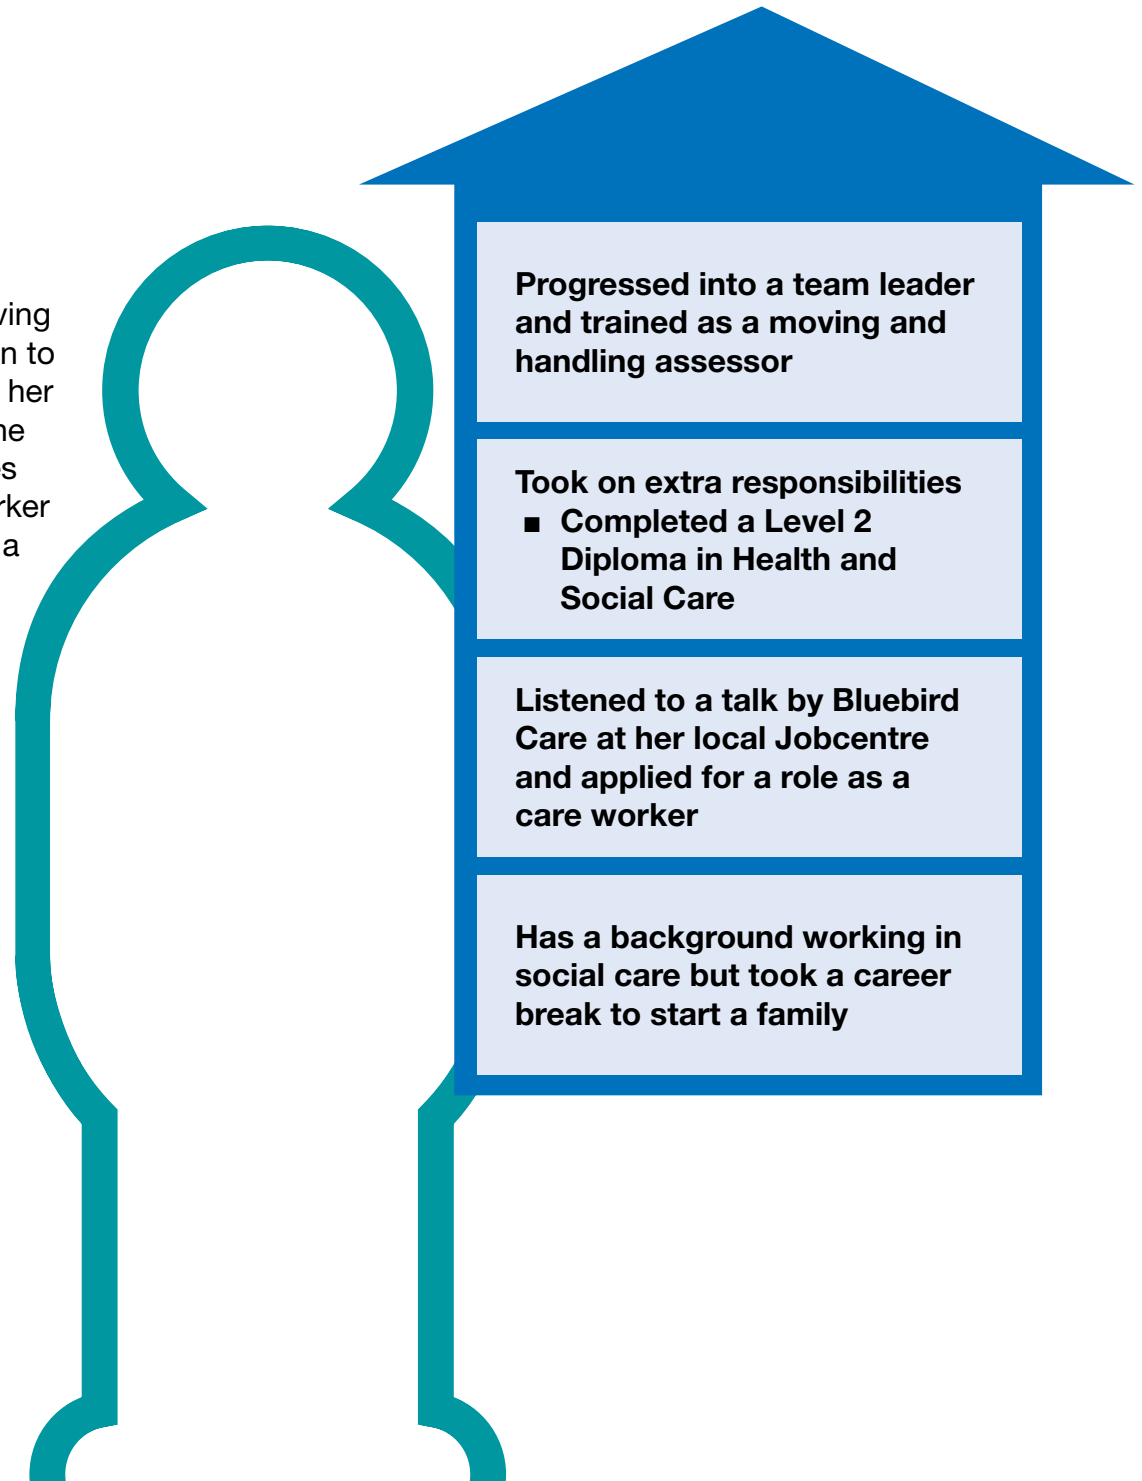 n to
her
a
Progressed into a team leader
and trained as a moving and
handling assessor
Took on extra responsibilities
■ Completed a Level 2
Diploma in Health and
Social Care
Listened to a talk by Bluebird
Care at her local Jobcentre
and applied for a role as a
care worker
Has a background working in
social care but took a career
break to start a family